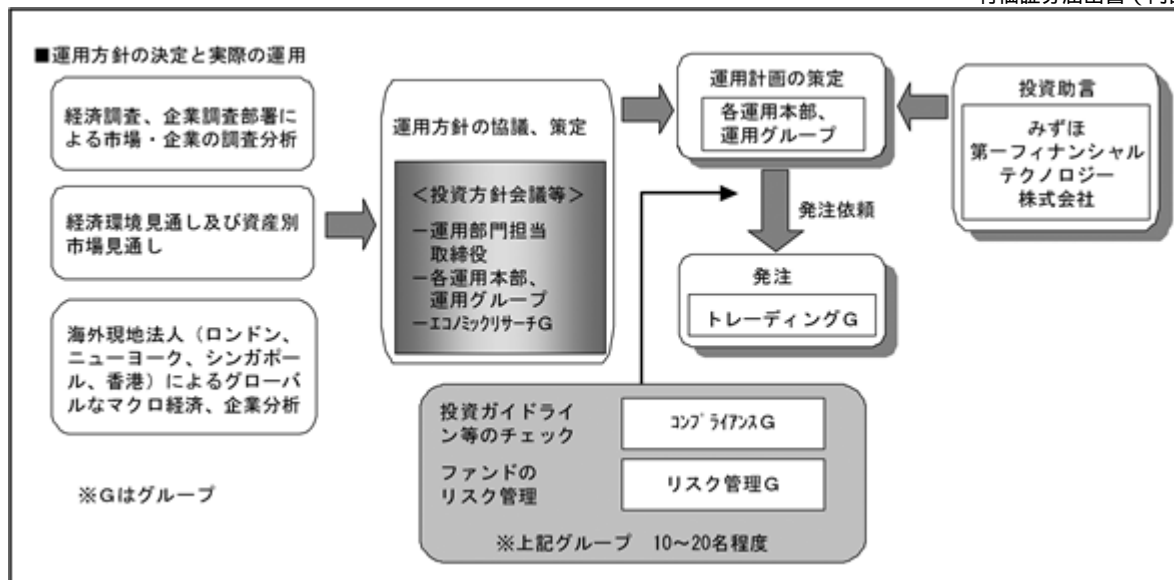 ■運用方針の決定と実際の運用
経済調査、企業調査部署に
よる市場・企業の調査分析
経済環境見通し及び資産別
市場見通し
海外現地法人（ロンドン、
ニューヨーク、シンガポー
ル、香港）によるグローバ
ルなマクロ経済、企業分析
※Gはグループ
運用方針の協議、策定
＜投資方針会議等＞
－運用部門担当
取締役
－各運用本部、
運用グループ
－ｴｺﾉﾐｯｸﾘｻｰﾁG
運用計画の策定
各運用本部、
運用グループ
発注依頼
発注
トレーディングG
投資助言
みずほ
第一フィナンシャル
テクノロジー
株式会社
投資ガイドライ
ン等のチェック
ｺﾝﾌﾟﾗｲｱﾝｽG
ファンドの
リスク管理
リスク管理G
※上記グループ　10～20名程度